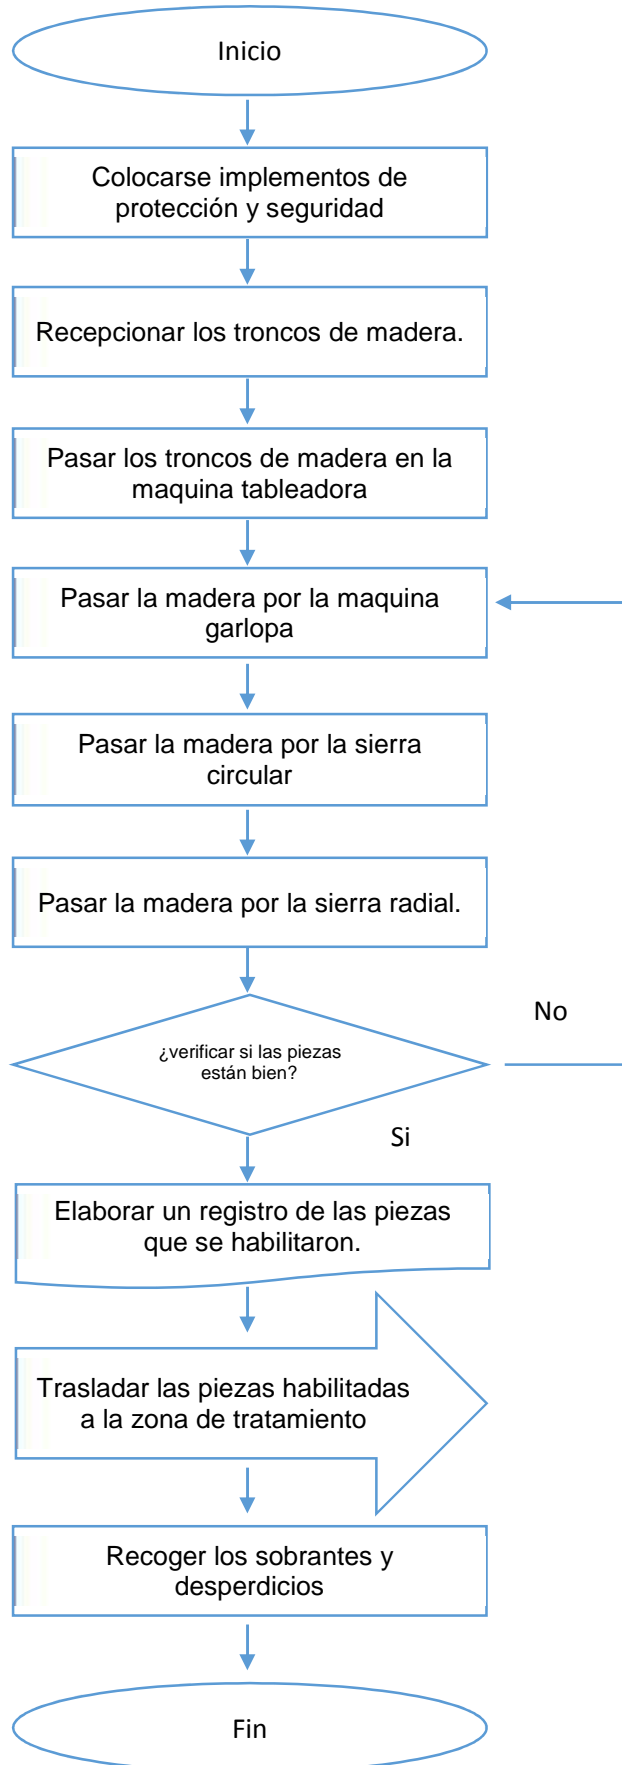 Inicio
Colocarse implementos de
protección y seguridad
Recepcionar los troncos de madera.
Pasar los troncos de madera en la
maquina tableadora
Pasar la madera por la maquina
garlopa
Pasar la madera por la sierra
circular
Pasar la madera por la sierra radial.
No
¿verificar si las piezas
están bien?
Si
Elaborar un registro de las piezas
que se habilitaron.
Trasladar las piezas habilitadas
a la zona de tratamiento
Recoger los sobrantes y
desperdicios
Fin